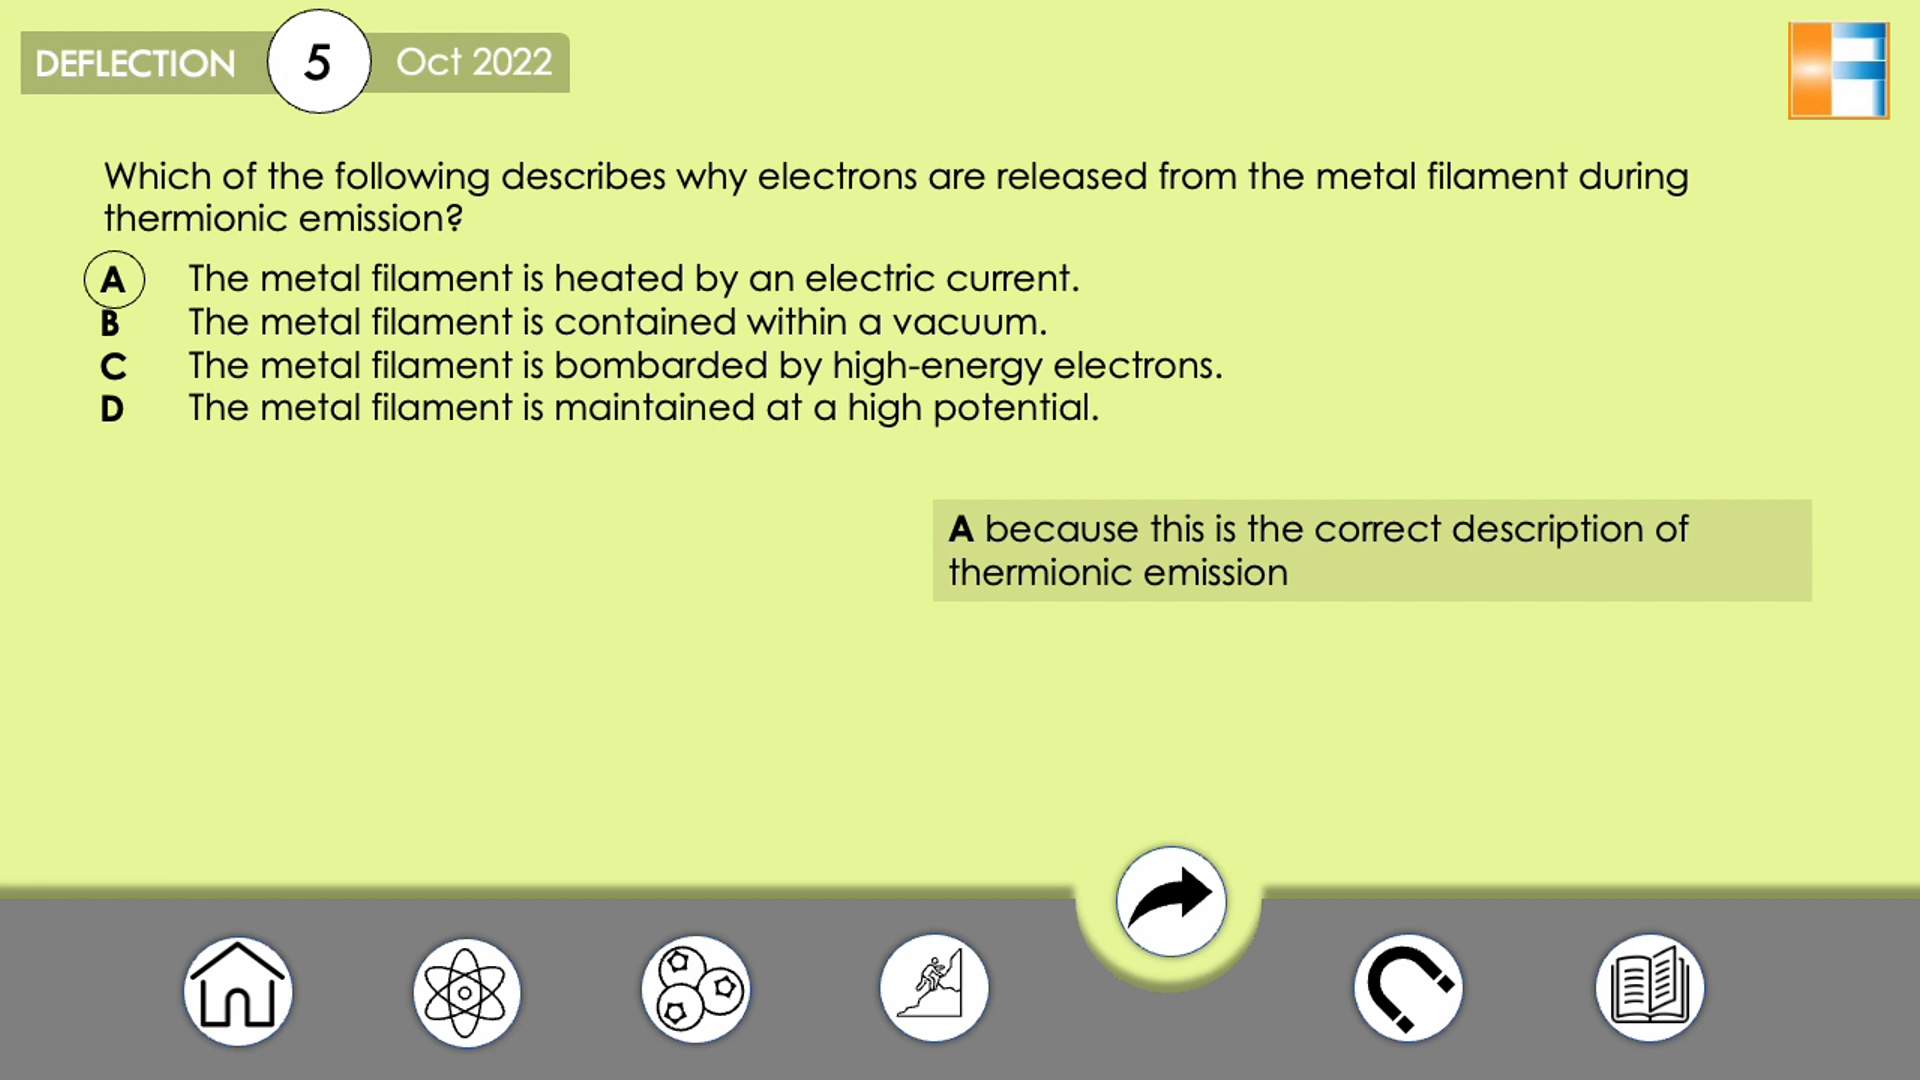 DEFLECTION 5 Oct 2022
Which of the following describes why electrons are released from the metal filament during
thermionic emission?
A The metal filament is heated by an electric current.
B The metal filament is contained within a vacuum.
C The metal filament is bombarded by high-energy electrons.
D The metal filament is maintained at a high potential.
A because this is the correct description of
thermionic emission